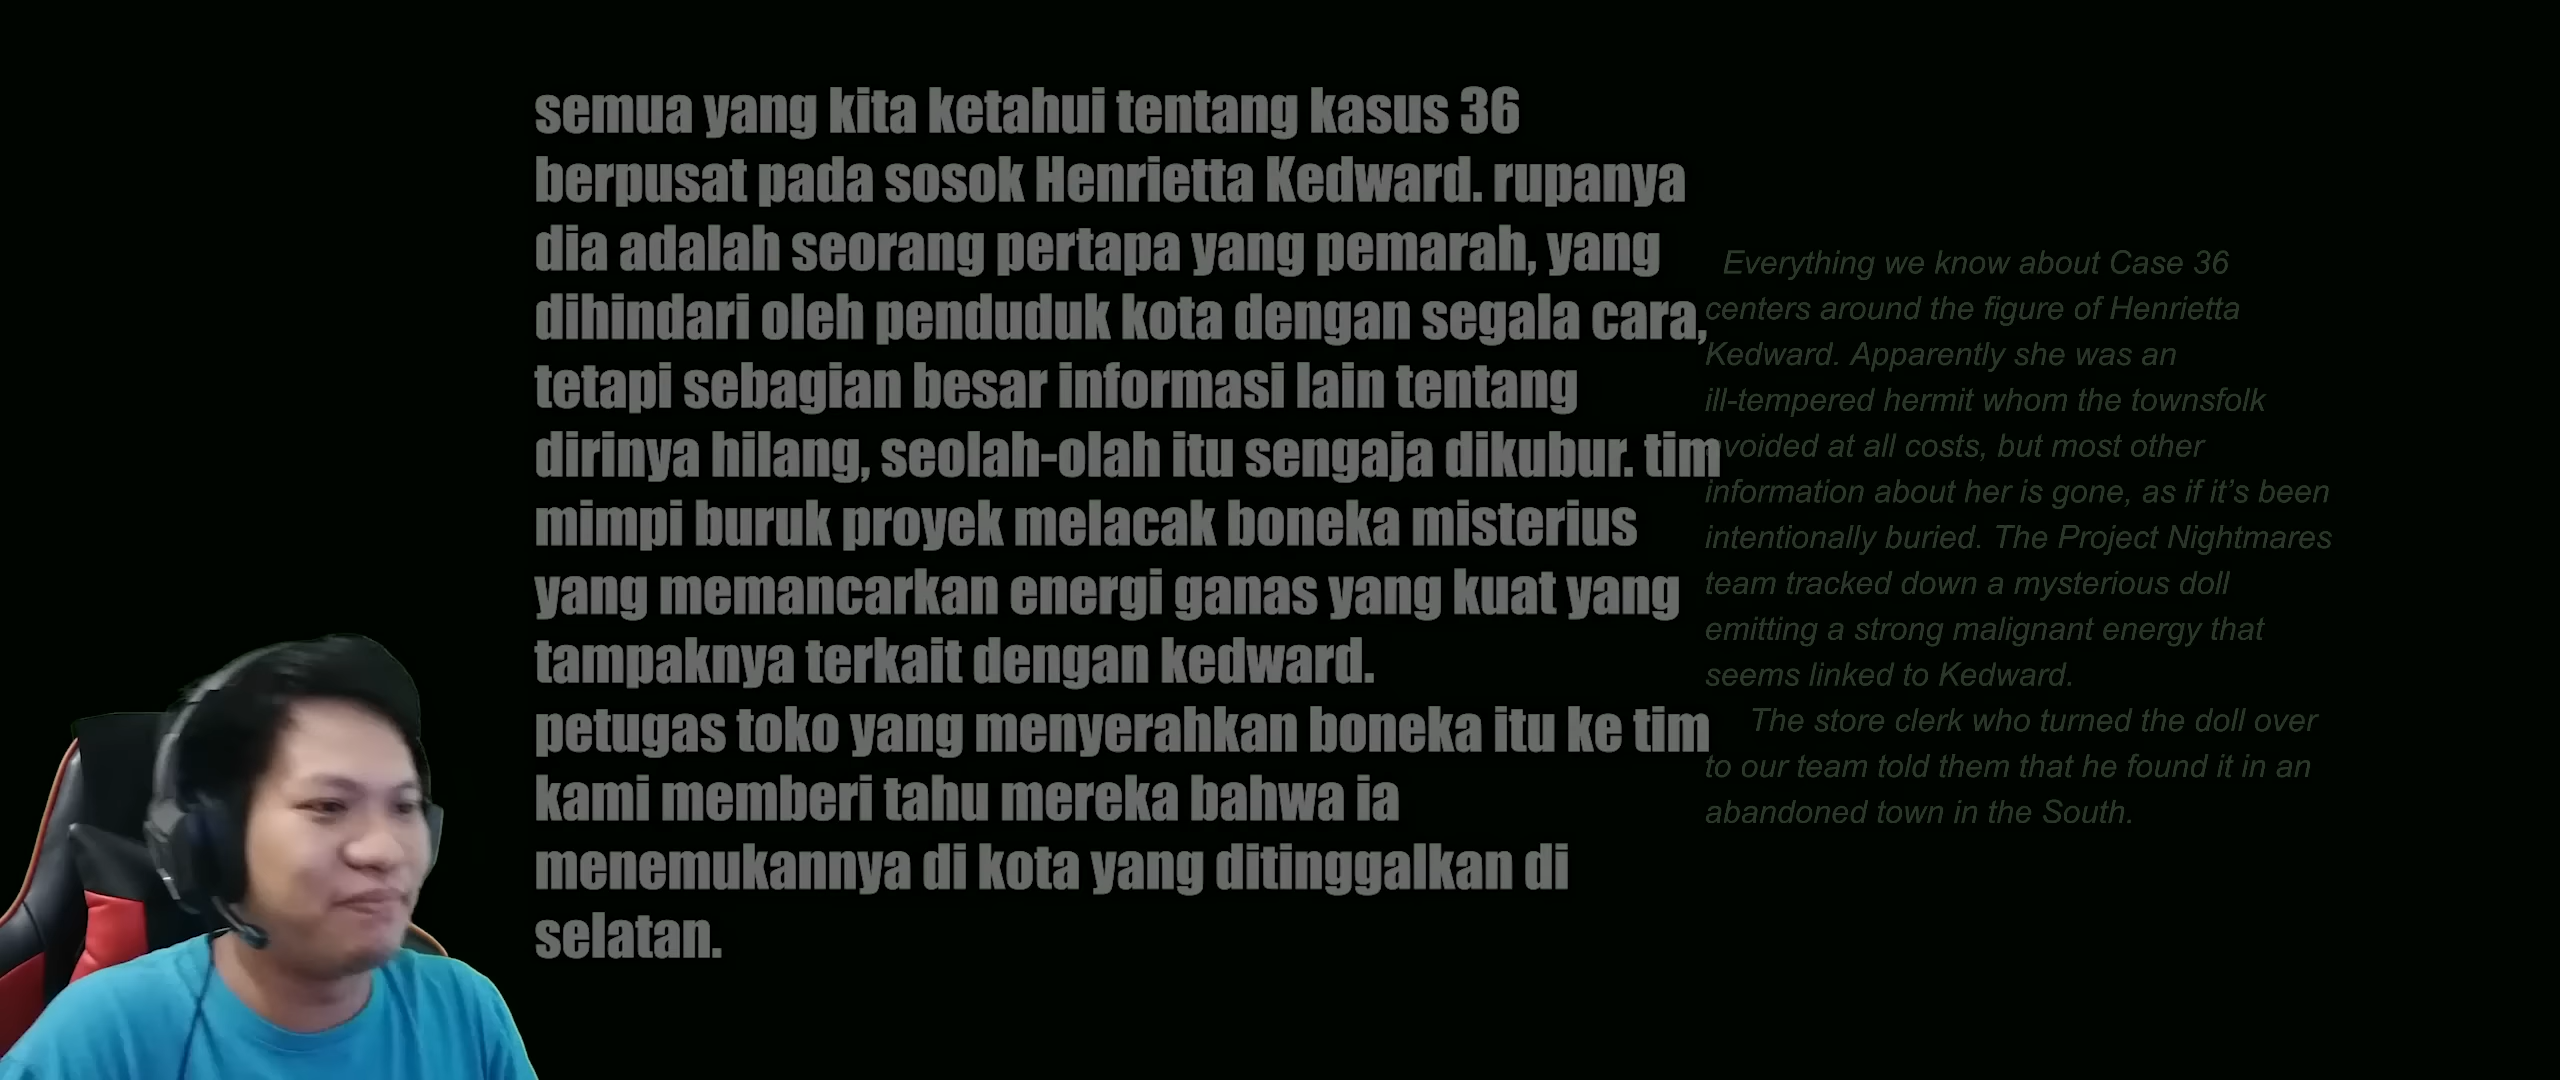 semua yang kita ketahui tentang kasus 36
berpusat pada sosok Henrietta Kedward. rupanya
dia adalah seorang pertapa yang pemarah, yang
dihindari oleh penduduk kota dengan segala cara,
tetapi sebagian besar informasi lain tentang
dirinya hilang, seolah-olah itu sengaja dikubur. tim
mimpi buruk proyek melacak boneka misterius
yang memancarkan energi ganas yang kuat yang
tampaknya terkait dengan kedward.
petugas toko yang menyerahkan boneka itu ke tim
kami memberi tahu mereka bahwa ia
menemukannya di kota yang ditinggalkan di
selatan.
Everything we know about Case 36
centers around the figure of Henrietta
Kedward. Apparently she was an
ill-tempered hermit whom the townsfolk
avoided at all costs, but most other
information about her is gone, as if it’s been
intentionally buried. The Project Nightmares
team tracked down a mysterious doll
emitting a strong malignant energy that
seems linked to Kedward.
The store clerk who turned the doll over
to our team told them that he found it in an
abandoned town in the South.